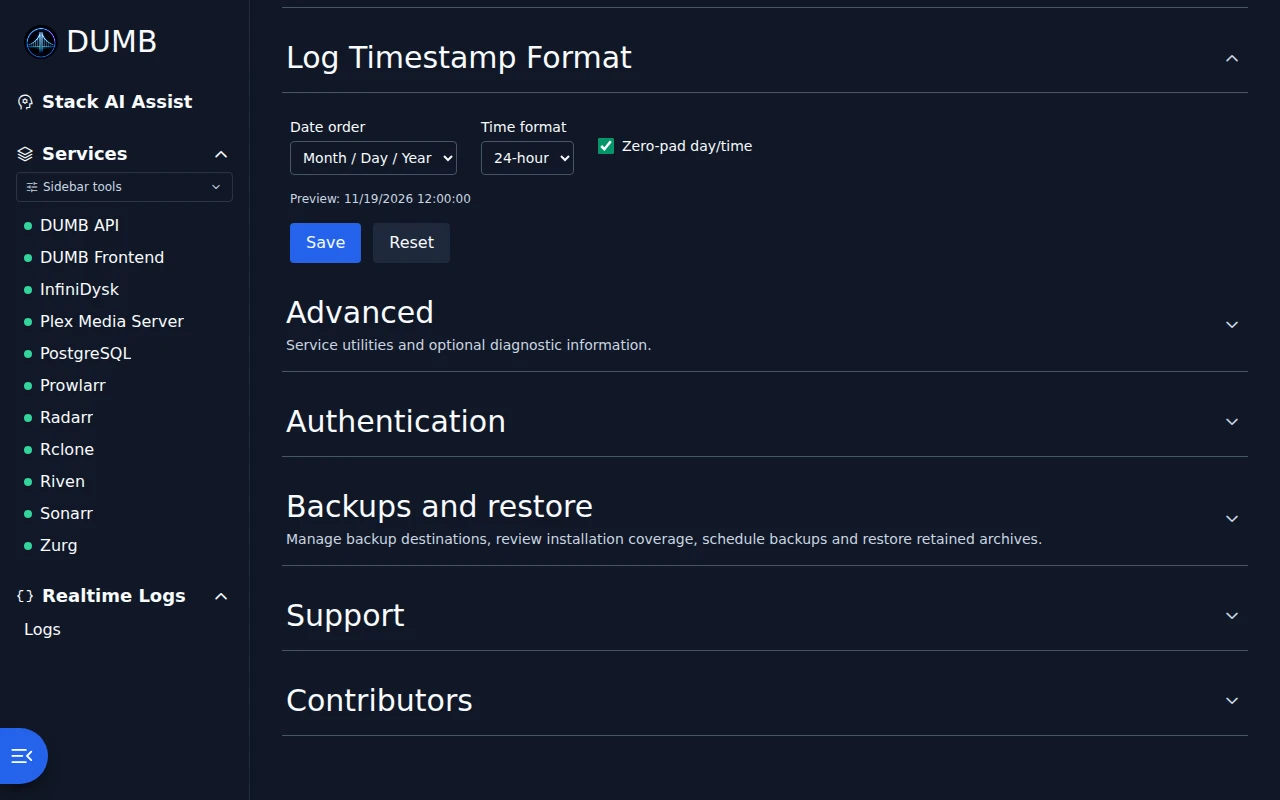 DUMB
Stack AI Assist
Services
Sidebar tools
DUMB API
DUMB Frontend
InfiniDysk
Plex Media Server
PostgreSQL
Prowlarr
Radarr
Rclone
Riven
Sonarr
Zurg
Realtime Logs
Logs
Log Timestamp Format
Date order
Time format
Month / Day / Year
24-hour
Zero-pad day/time
Preview: 11/19/2026 12:00:00
Save
Reset
Advanced
Service utilities and optional diagnostic information.
Authentication
Backups and restore
Manage backup destinations, review installation coverage, schedule backups and restore retained archives.
Support
Contributors